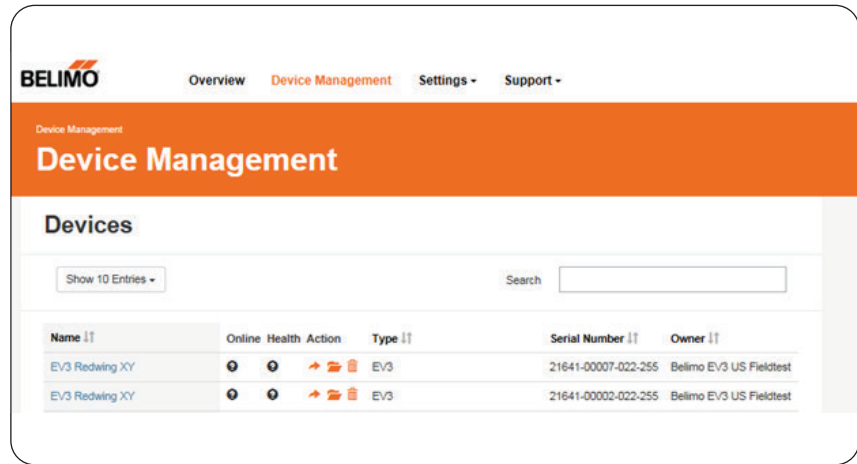 BELIMO
Overview Device Management Settings Support
Device Management
Device Management
Devices
Show 10 Entries Search
Name Online Health Action Type Serial Number Owner
EV3 Redwing XY EV3 21641-00007-022-255 Belimo EV3 US Fieldtest
EV3 Redwing XY EV3 21641-00002-022-255 Belimo EV3 US Fieldtest